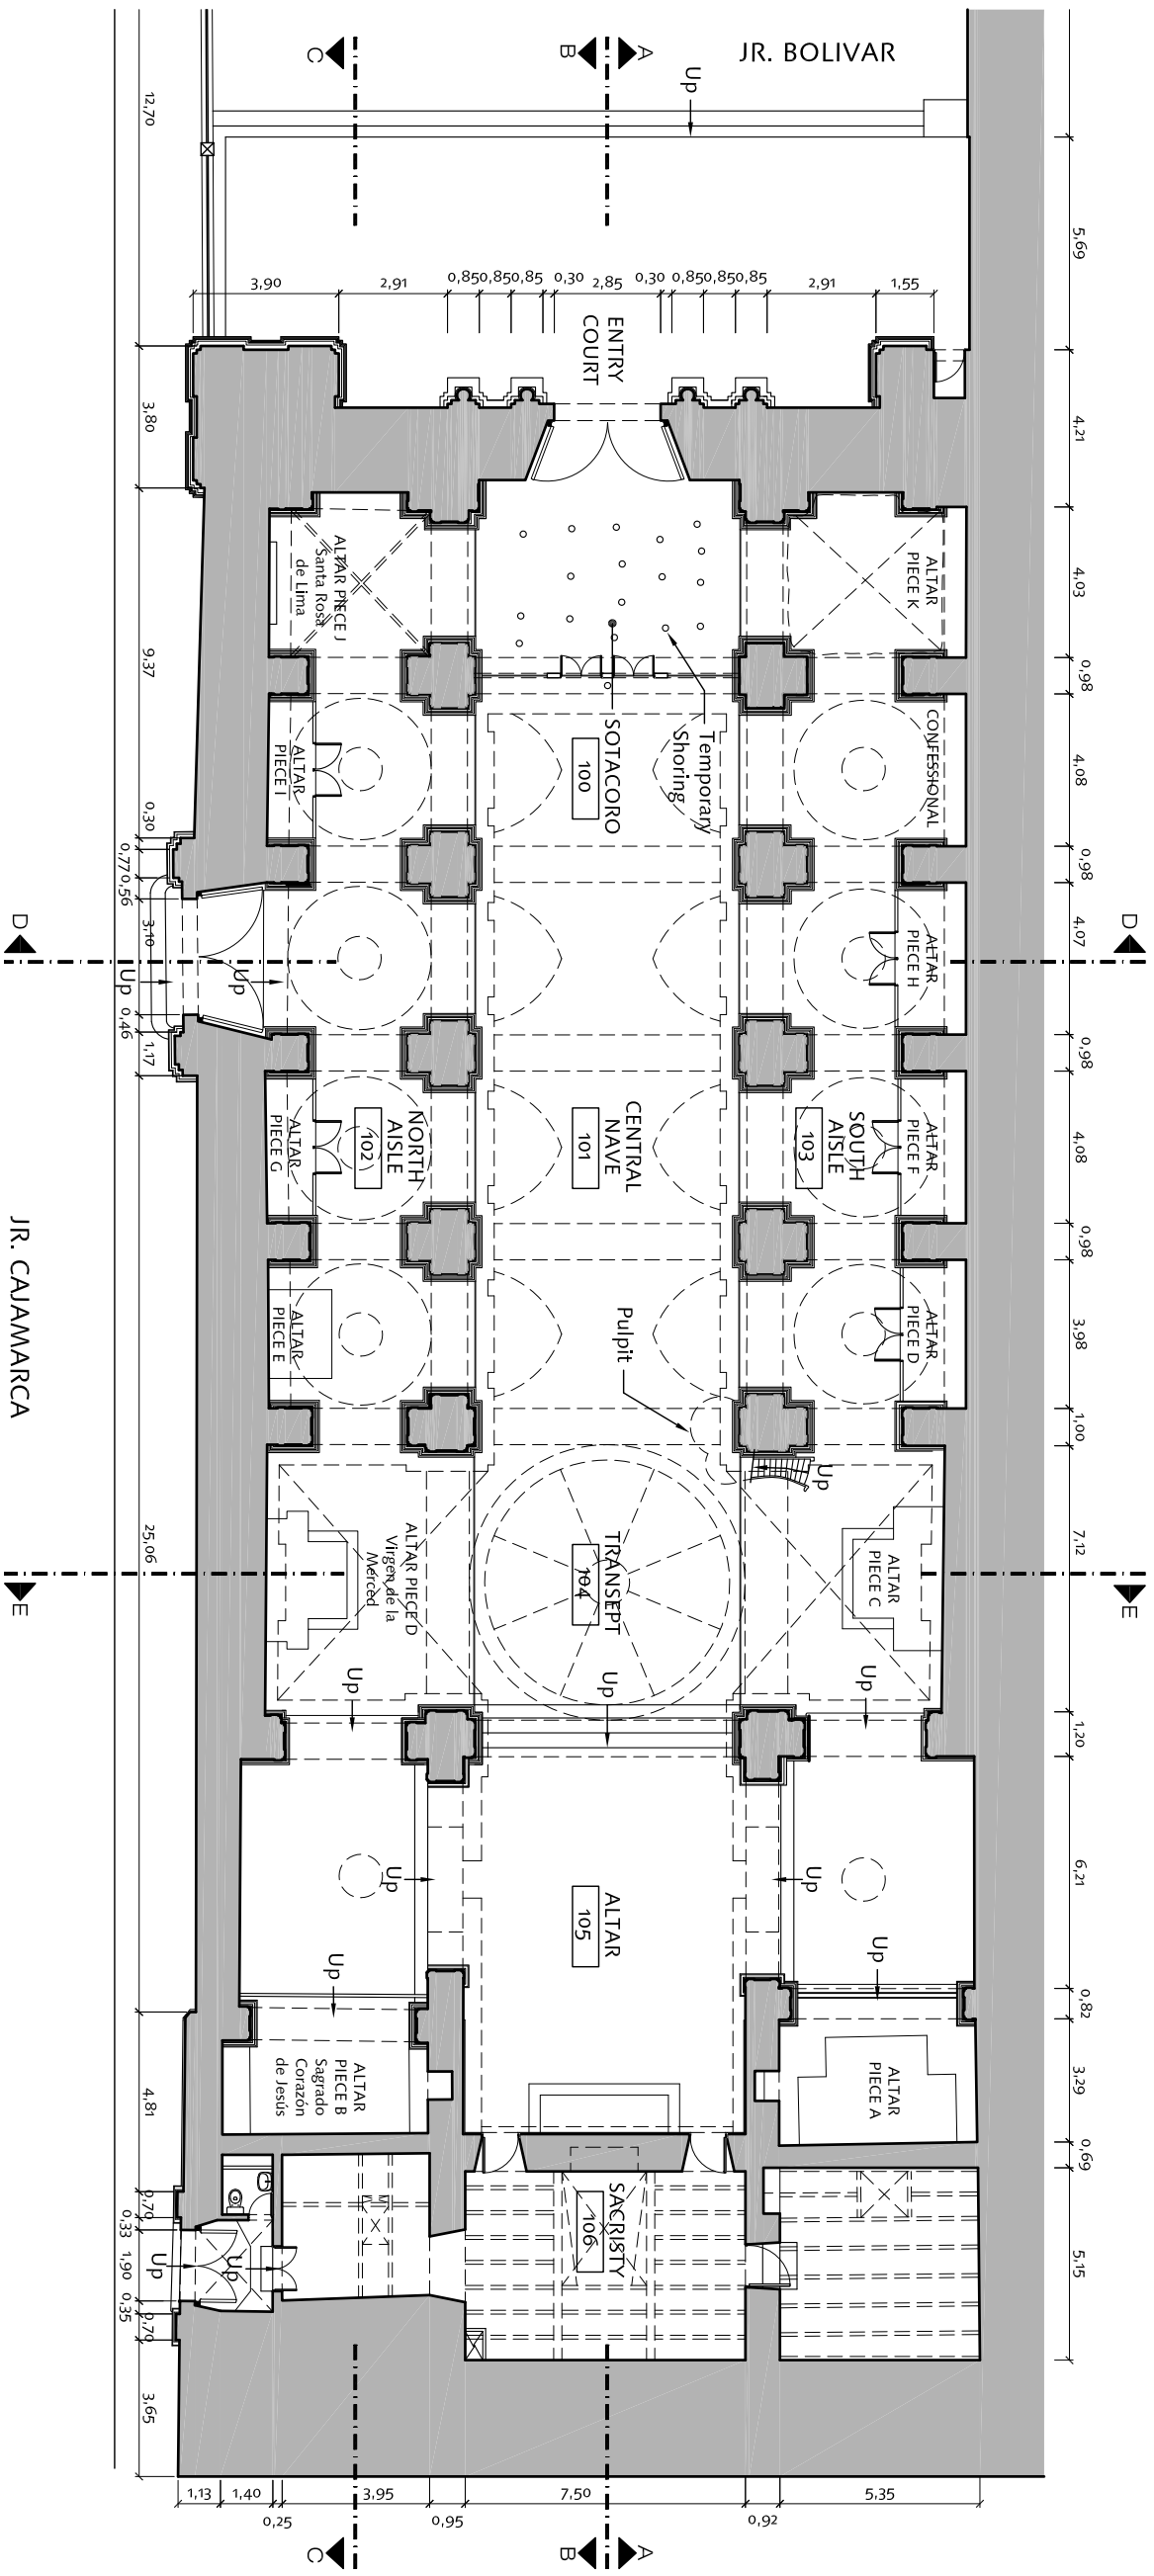 JR. BOLIVAR
A
B
C
Up
12,70
5,69
3,90
2,91
0,85
0,85
0,85
0,30
2,85
0,30
0,85
0,85
0,85
2,91
1,55
ENTRY
COURT
3,80
4,21
ALTAR PIECE J
Santa Rosa
de Lima
ALTAR
PIECE K
4,03
9,37
0,98
SOTACORO
100
Temporary
Shoring
CONFESSIONAL
ALTAR
PIECE I
4,08
0,98
0,30
0,77
0,56
3,10
0,46
1,17
D
D
Up
Up
ALTAR
PIECE H
4,07
0,98
ALTAR
PIECE G
NORTH
AISLE
102
CENTRAL
NAVE
101
SOUTH
AISLE
103
ALTAR
PIECE F
4,08
0,98
JR. CAJAMARCA
ALTAR
PIECE E
Pulpit
ALTAR
PIECE D
3,98
1,00
Up
25,06
E
E
ALTAR PIECE D
Virgen de la
Merced
TRANSEPT
104
ALTAR
PIECE C
7,12
Up
Up
Up
1,20
Up
Up
ALTAR
105
6,21
Up
Up
0,82
ALTAR
PIECE B
Sagrado
Corazón
de Jesús
ALTAR
PIECE A
3,29
4,81
0,69
SACRISTY
106
0,70
0,33
1,90
0,35
0,70
Up
Up
5,15
3,65
1,13
1,40
0,25
3,95
0,95
7,50
0,92
5,35
C
B
A